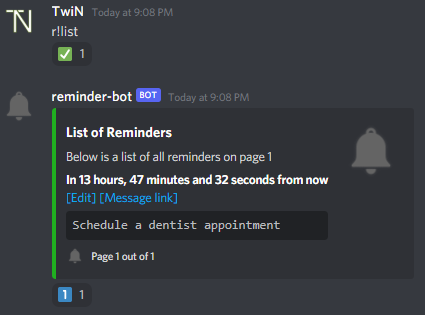 TN
TwiN Today at 9:08 PM
r!list
1
reminder-bot BOT Today at 9:08 PM
List of Reminders
Below is a list of all reminders on page 1
In 13 hours, 47 minutes and 32 seconds from now
[Edit] [Message link]
Schedule a dentist appointment
Page 1 out of 1
1 1